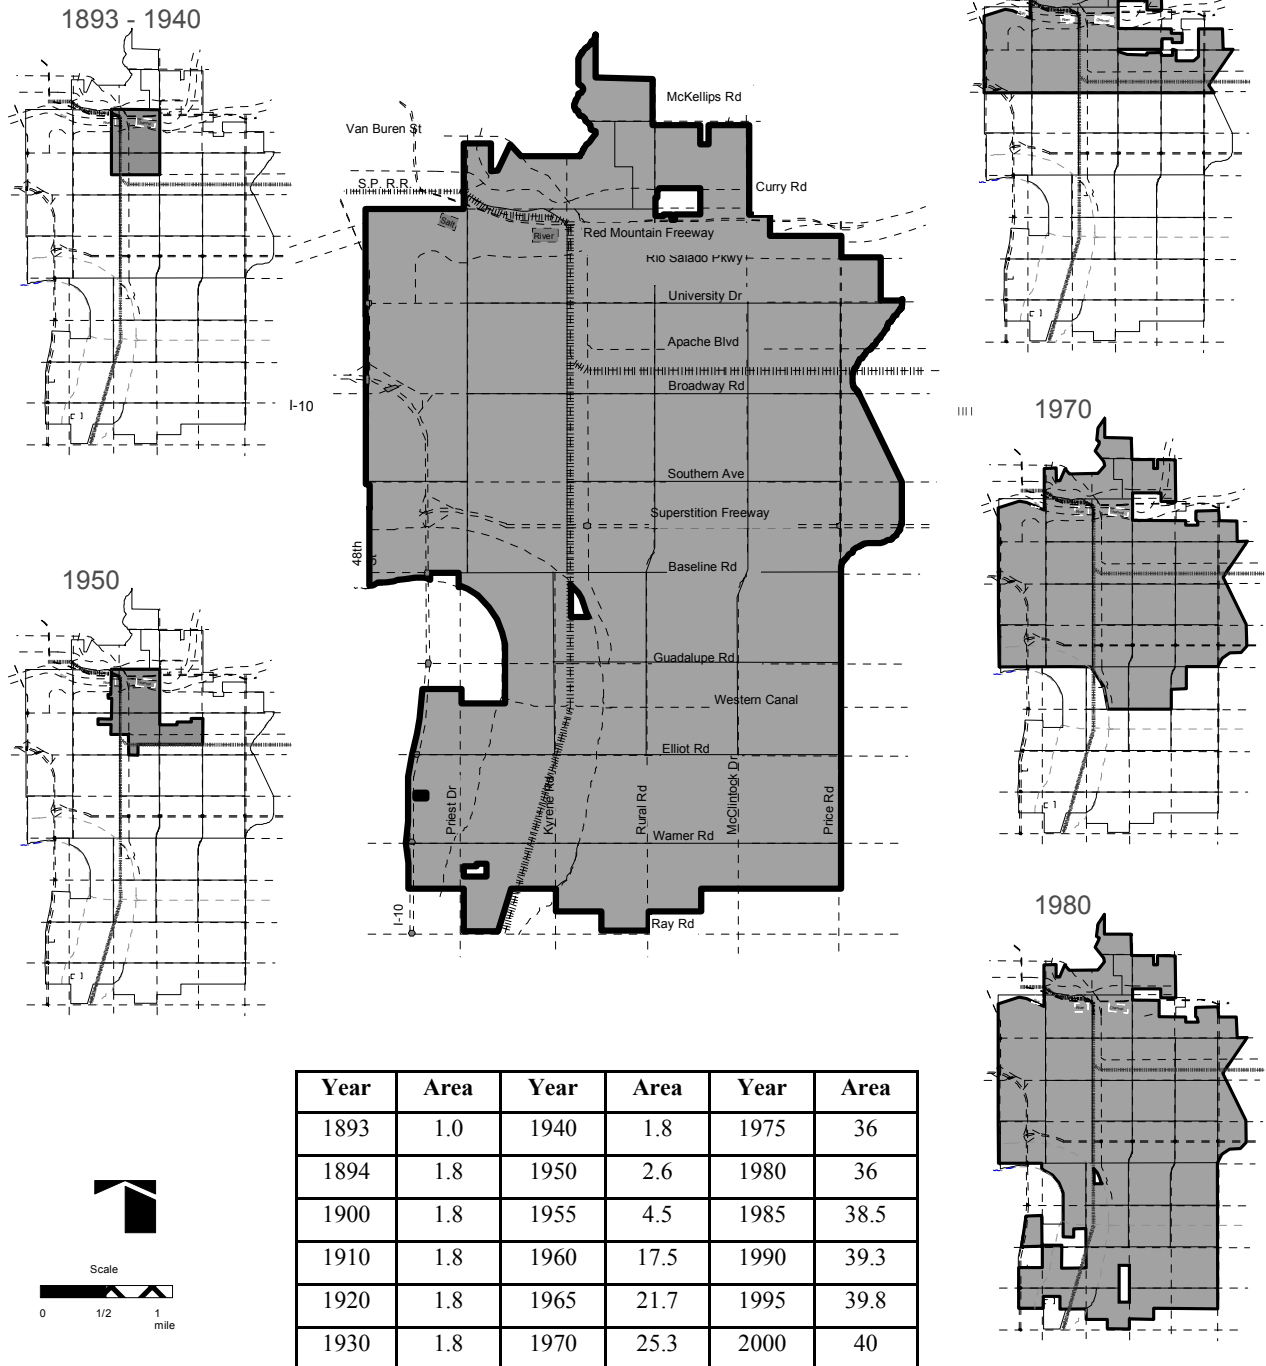 1893 - 1940
McKellips Rd
Van Buren St
S.P. R.R.
Curry Rd
Salt
River
Red Mountain Freeway
Rio Salado Pkwy
University Dr
Apache Blvd
Broadway Rd
I-10
1970
Southern Ave
Superstition Freeway
48th St
Baseline Rd
1950
Guadalupe Rd
Western Canal
Elliot Rd
Priest Dr
Kyrene Rd
Rural Rd
McClintock Dr
Price Rd
Warner Rd
I-10
Ray Rd
1980
Year Area Year Area Year Area
1893 1.0 1940 1.8 1975 36
1894 1.8 1950 2.6 1980 36
1900 1.8 1955 4.5 1985 38.5
1910 1.8 1960 17.5 1990 39.3
1920 1.8 1965 21.7 1995 39.8
1930 1.8 1970 25.3 2000 40
Scale
0 1/2 1
mile